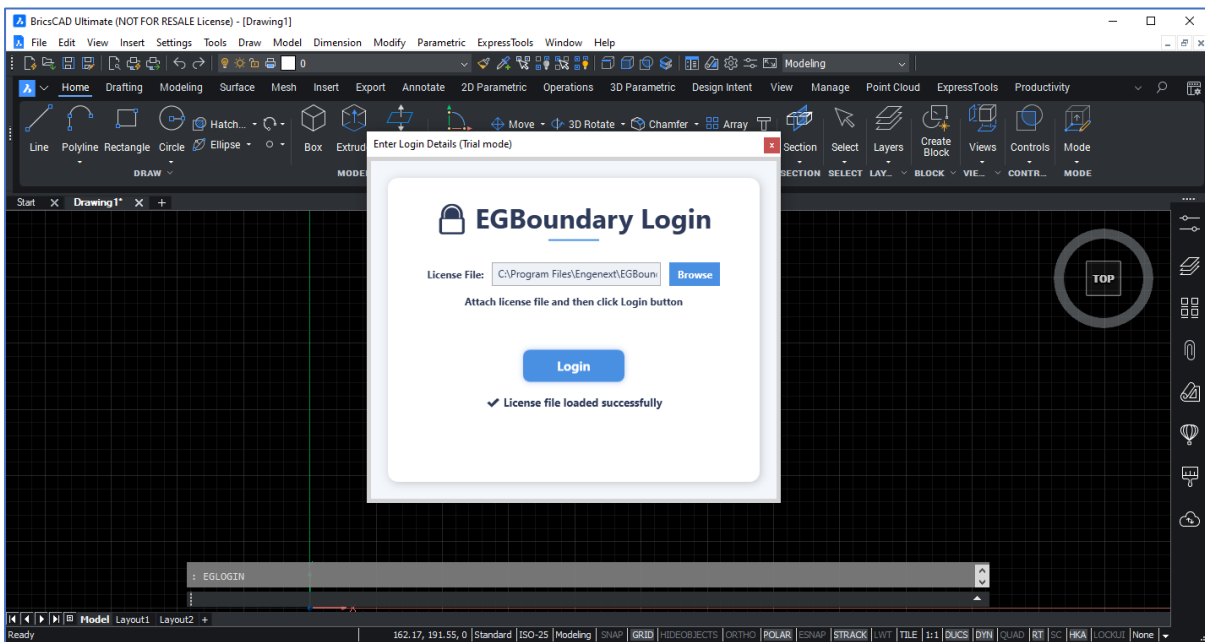 BricsCAD Ultimate (NOT FOR RESALE License) - [Drawing1]
File Edit View Insert Settings Tools Draw Model Dimension Modify Parametric ExpressTools Window Help
0 Modeling
Home Drafting Modeling Surface Mesh Insert Export Annotate 2D Parametric Operations 3D Parametric Design Intent View Manage Point Cloud ExpressTools Productivity
Hatch... Move 3D Rotate Chamfer Array
Line Polyline Rectangle Circle Ellipse Box Extrud Section Select Layers Create Block Views Controls Mode
DRAW MODE SECTION SELECT LAY... BLOCK VIE... CONTR... MODE
Start Drawing1* +
Enter Login Details (Trial mode)
EGBoundary Login
License File: C:\Program Files\Engenext\EGBoun Browse
Attach license file and then click Login button
Login
✔ License file loaded successfully
TOP
: EGLOGIN
X
Model Layout1 Layout2 +
Ready 162.17, 191.55, 0 Standard ISO-25 Modeling SNAP GRID HIDEOBJECTS ORTHO POLAR ESNAP STRACK LWT TILE 1:1 DUCS DYN QUAD RT SC HKA LOCKUI None